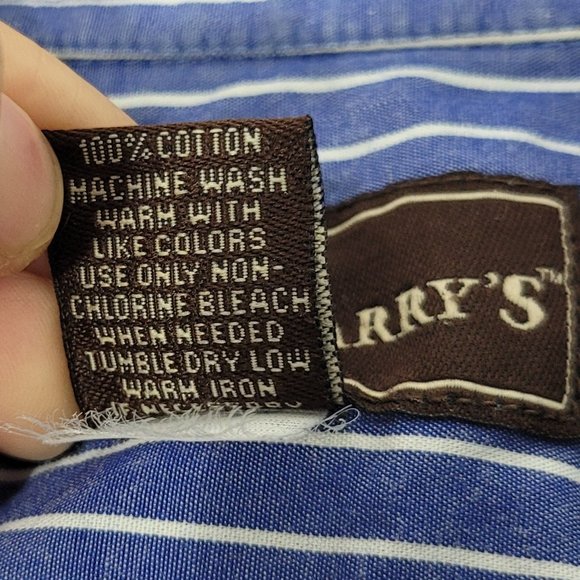 100% COTTON
MACHINE WASH
WARM WITH
LIKE COLORS
USE ONLY NON-
CHLORINE BLEACH
WHEN NEEDED
TUMBLE DRY LOW
WARM IRON
ARRY'S™